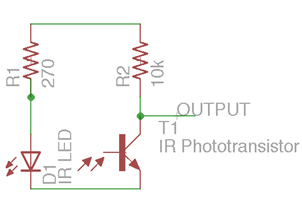 R1
270
R2
10k
OUTPUT
T1
IR Phototransistor
D1
IR LED